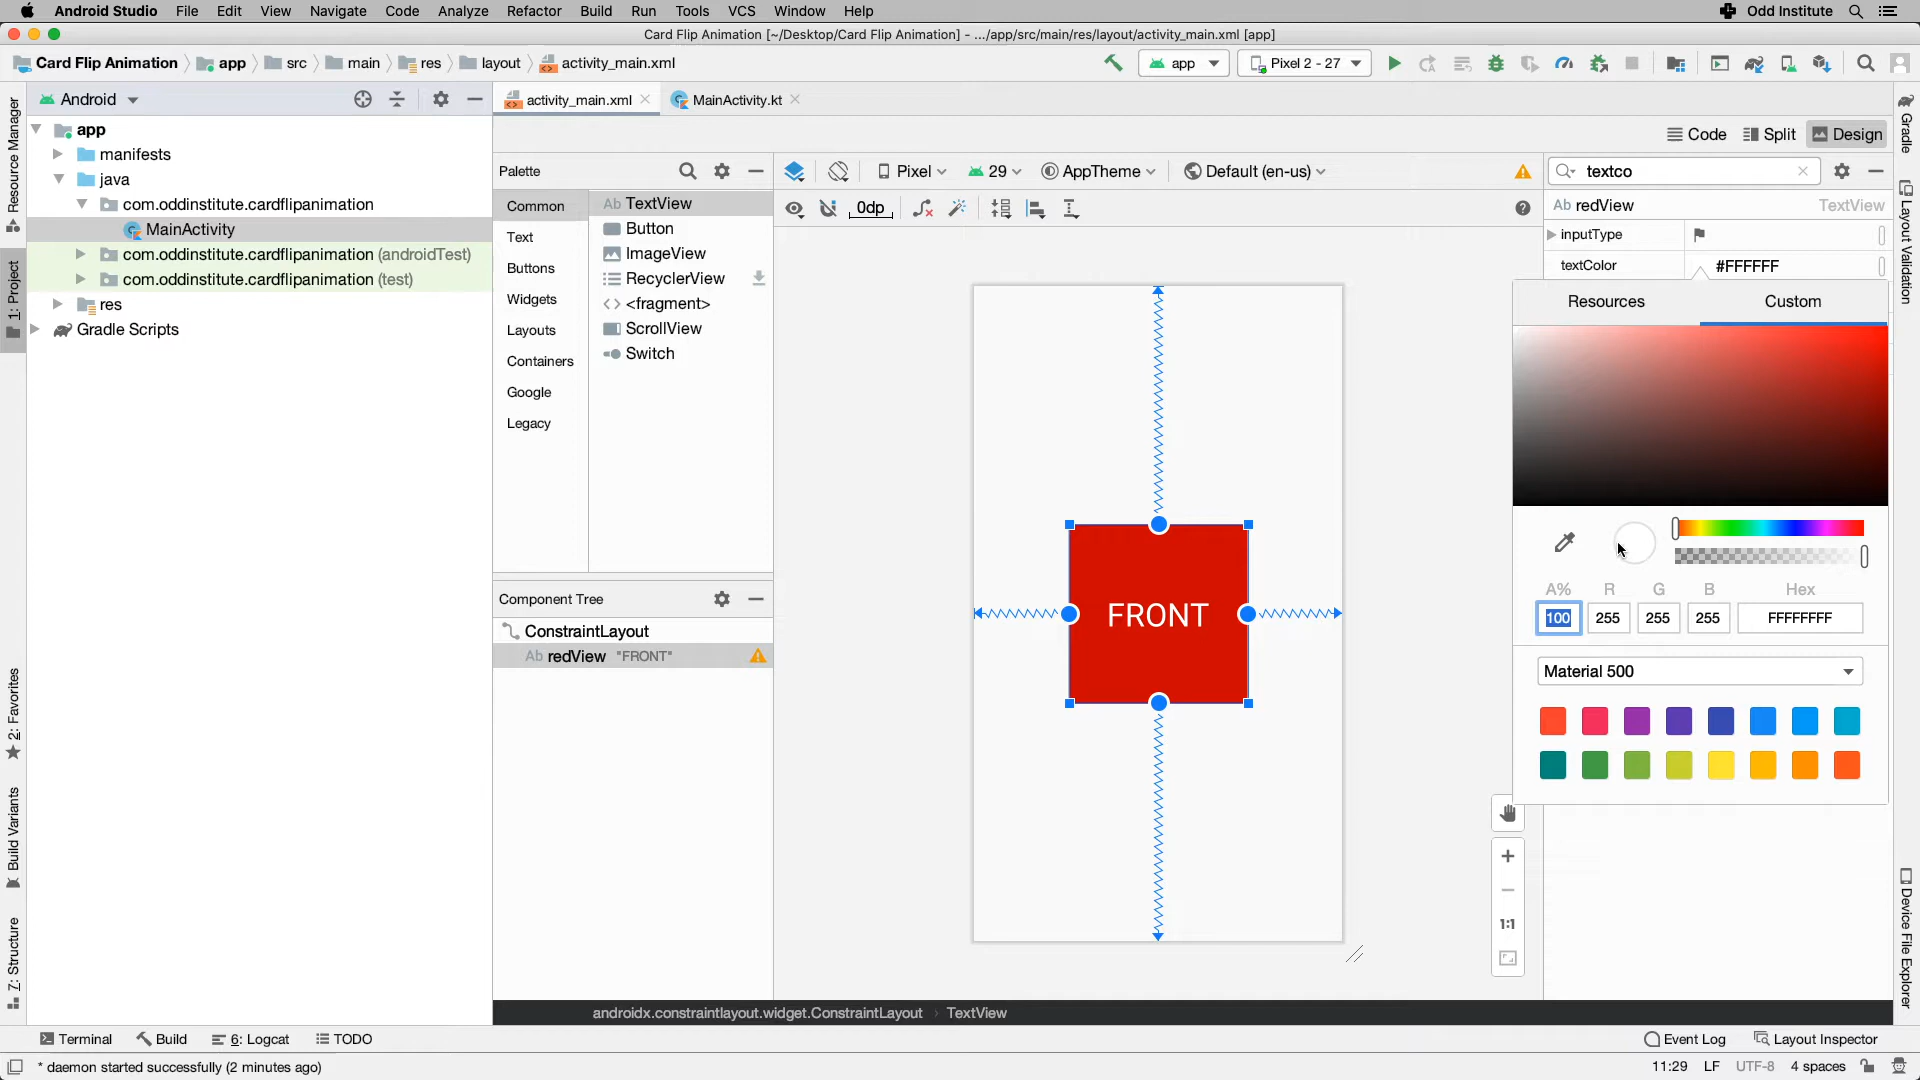 Android Studio File Edit View Navigate Code Analyze Refactor Build Run Tools VCS Window Help Odd Institute
Card Flip Animation [~/Desktop/Card Flip Animation] - .../app/src/main/res/layout/activity_main.xml [app]
Card Flip Animation app src main res layout activity_main.xml app Pixel 2 - 27
Android
activity_main.xml MainActivity.kt
app
manifests
java
com.oddinstitute.cardflipanimation
MainActivity
com.oddinstitute.cardflipanimation (androidTest)
com.oddinstitute.cardflipanimation (test)
res
Gradle Scripts
Resource Manager
1: Project
2: Favorites
Build Variants
7: Structure
Code Split Design
Palette
Common
Text
Buttons
Widgets
Layouts
Containers
Google
Legacy
Ab TextView
Button
ImageView
RecyclerView
<fragment>
ScrollView
Switch
Component Tree
ConstraintLayout
Ab redView "FRONT"
Pixel 29 AppTheme Default (en-us)
0dp
FRONT
1:1
textco
Ab redView TextView
inputType
textColor #FFFFFF
Resources Custom
A% R G B Hex
100 255 255 255 FFFFFFFF
Material 500
Gradle
Layout Validation
Device File Explorer
androidx.constraintlayout.widget.ConstraintLayout TextView
Terminal Build 6: Logcat TODO Event Log Layout Inspector
* daemon started successfully (2 minutes ago) 11:29 LF UTF-8 4 spaces